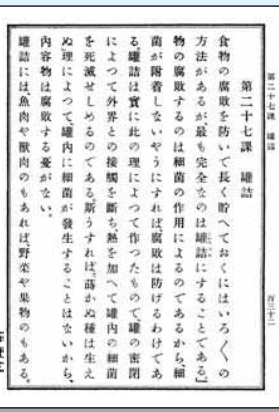 第二十七課　罐詰
百三十二
第二十七課　罐詰
食物の腐敗を防いで長く貯へておくにはいろ〱の
方法があるが、最も完全なのは罐詰にすることである。』
物の腐敗するのは細菌の作用によるのであるから、細
菌が附着しないやうにすれば、腐敗は防げるわけであ
る。罐詰は實に此の理によつて作つたもので、罐の密閉
によつて外界との接觸を斷ち、熱を加へて罐内の細菌
を死滅せしめるのである。斯うすれば、「蒔かぬ種は生え
ぬ」理によつて、罐内に細菌が發生することはないから、
内容物は腐敗する憂がない。
罐詰には、魚肉や獸肉のもあれば、野菜や果物のもある。